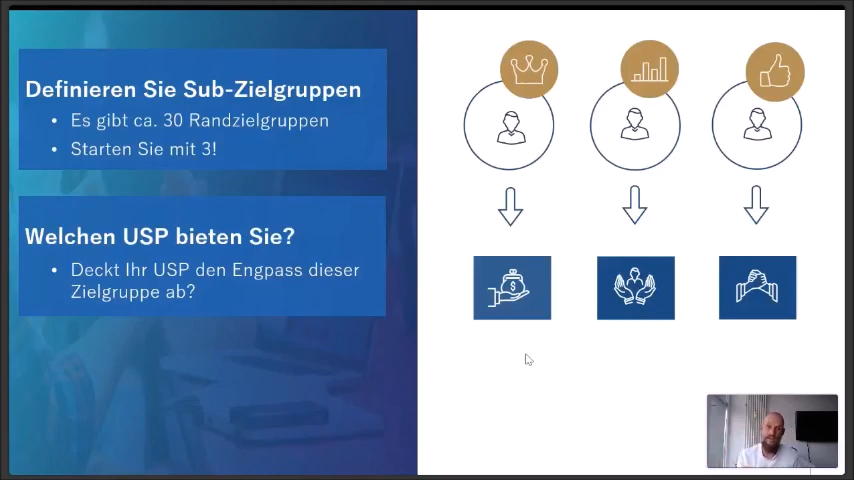 Definieren Sie Sub-Zielgruppen
• Es gibt ca. 30 Randzielgruppen
• Starten Sie mit 3!
Welchen USP bieten Sie?
• Deckt Ihr USP den Engpass dieser
Zielgruppe ab?
$